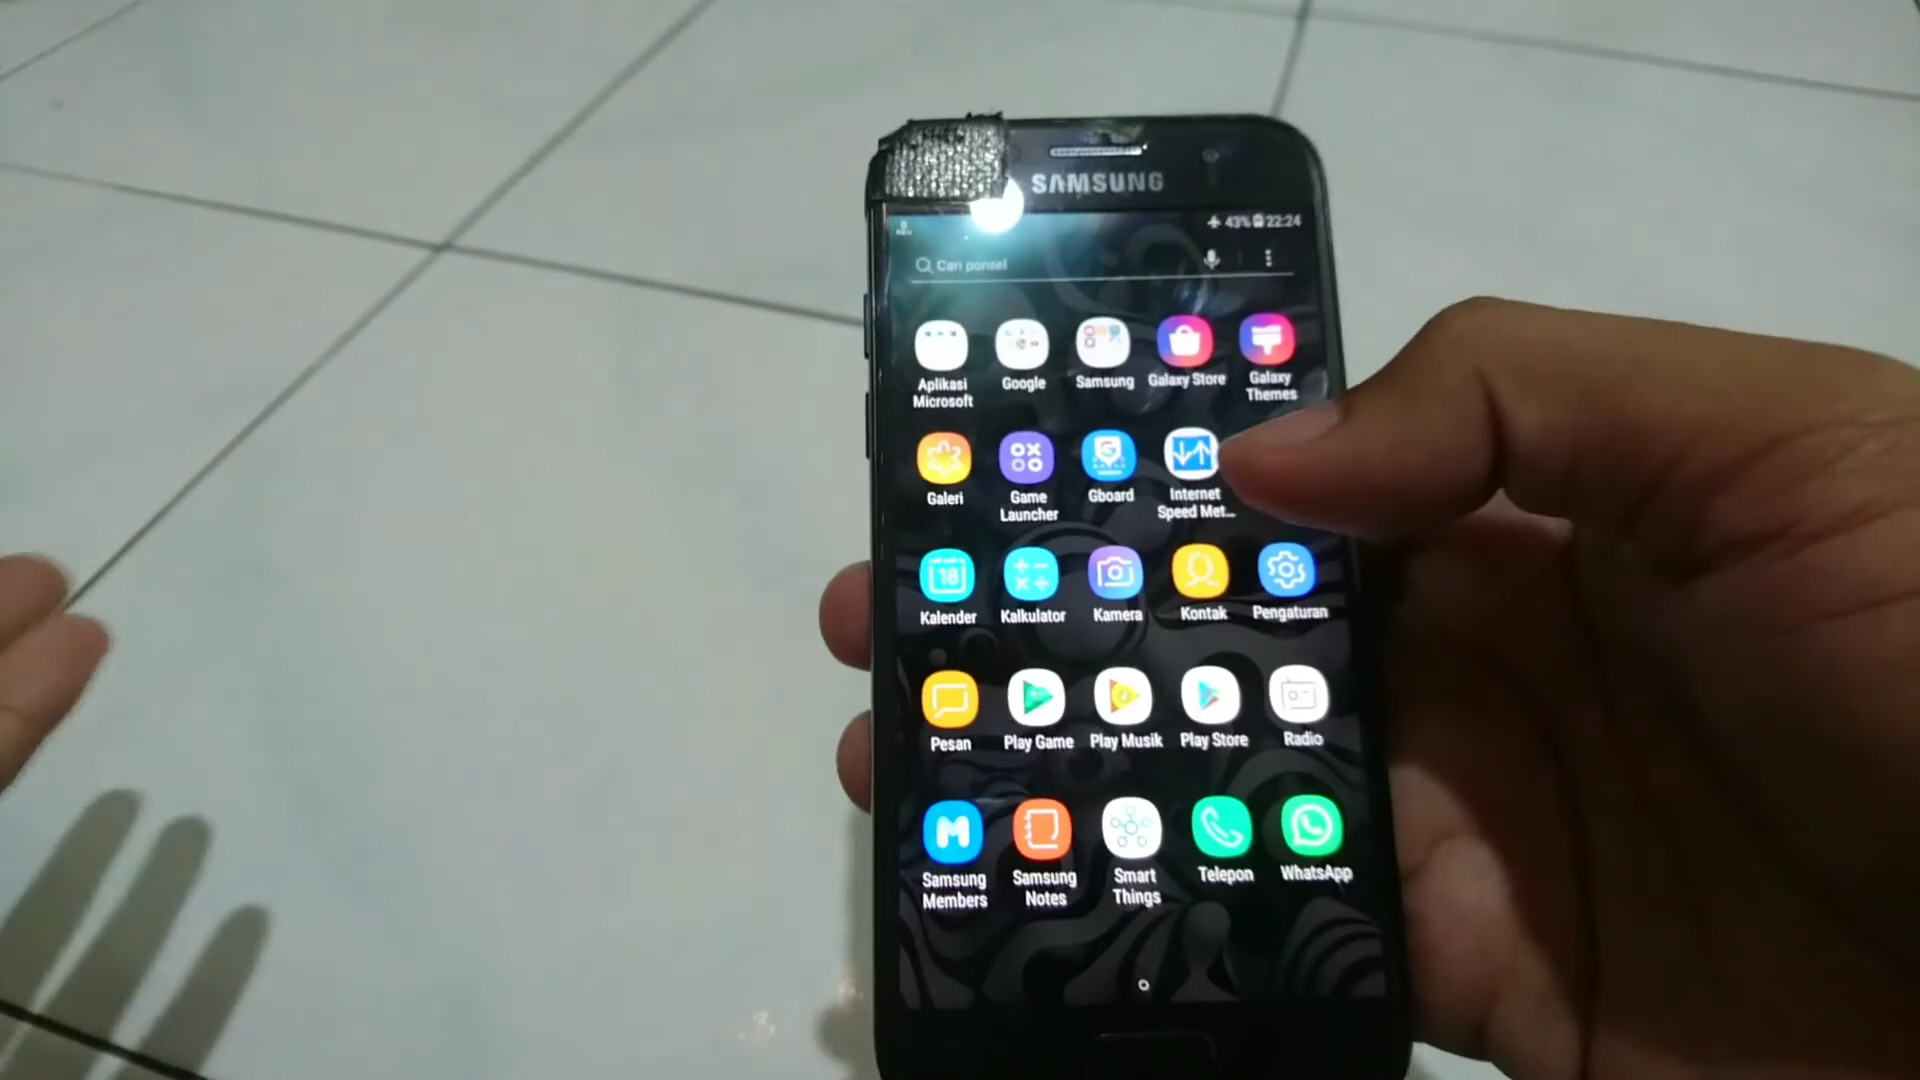 SAMSUNG
43% 22:24
Cari ponsel
Aplikasi Microsoft
Google
Samsung
Galaxy Store
Galaxy Themes
Galeri
Game Launcher
Gboard
Internet Speed Met...
Kalender
Kalkulator
Kamera
Kontak
Pengaturan
18
Pesan
Play Game
Play Musik
Play Store
Radio
Samsung Members
Samsung Notes
Smart Things
Telepon
WhatsApp